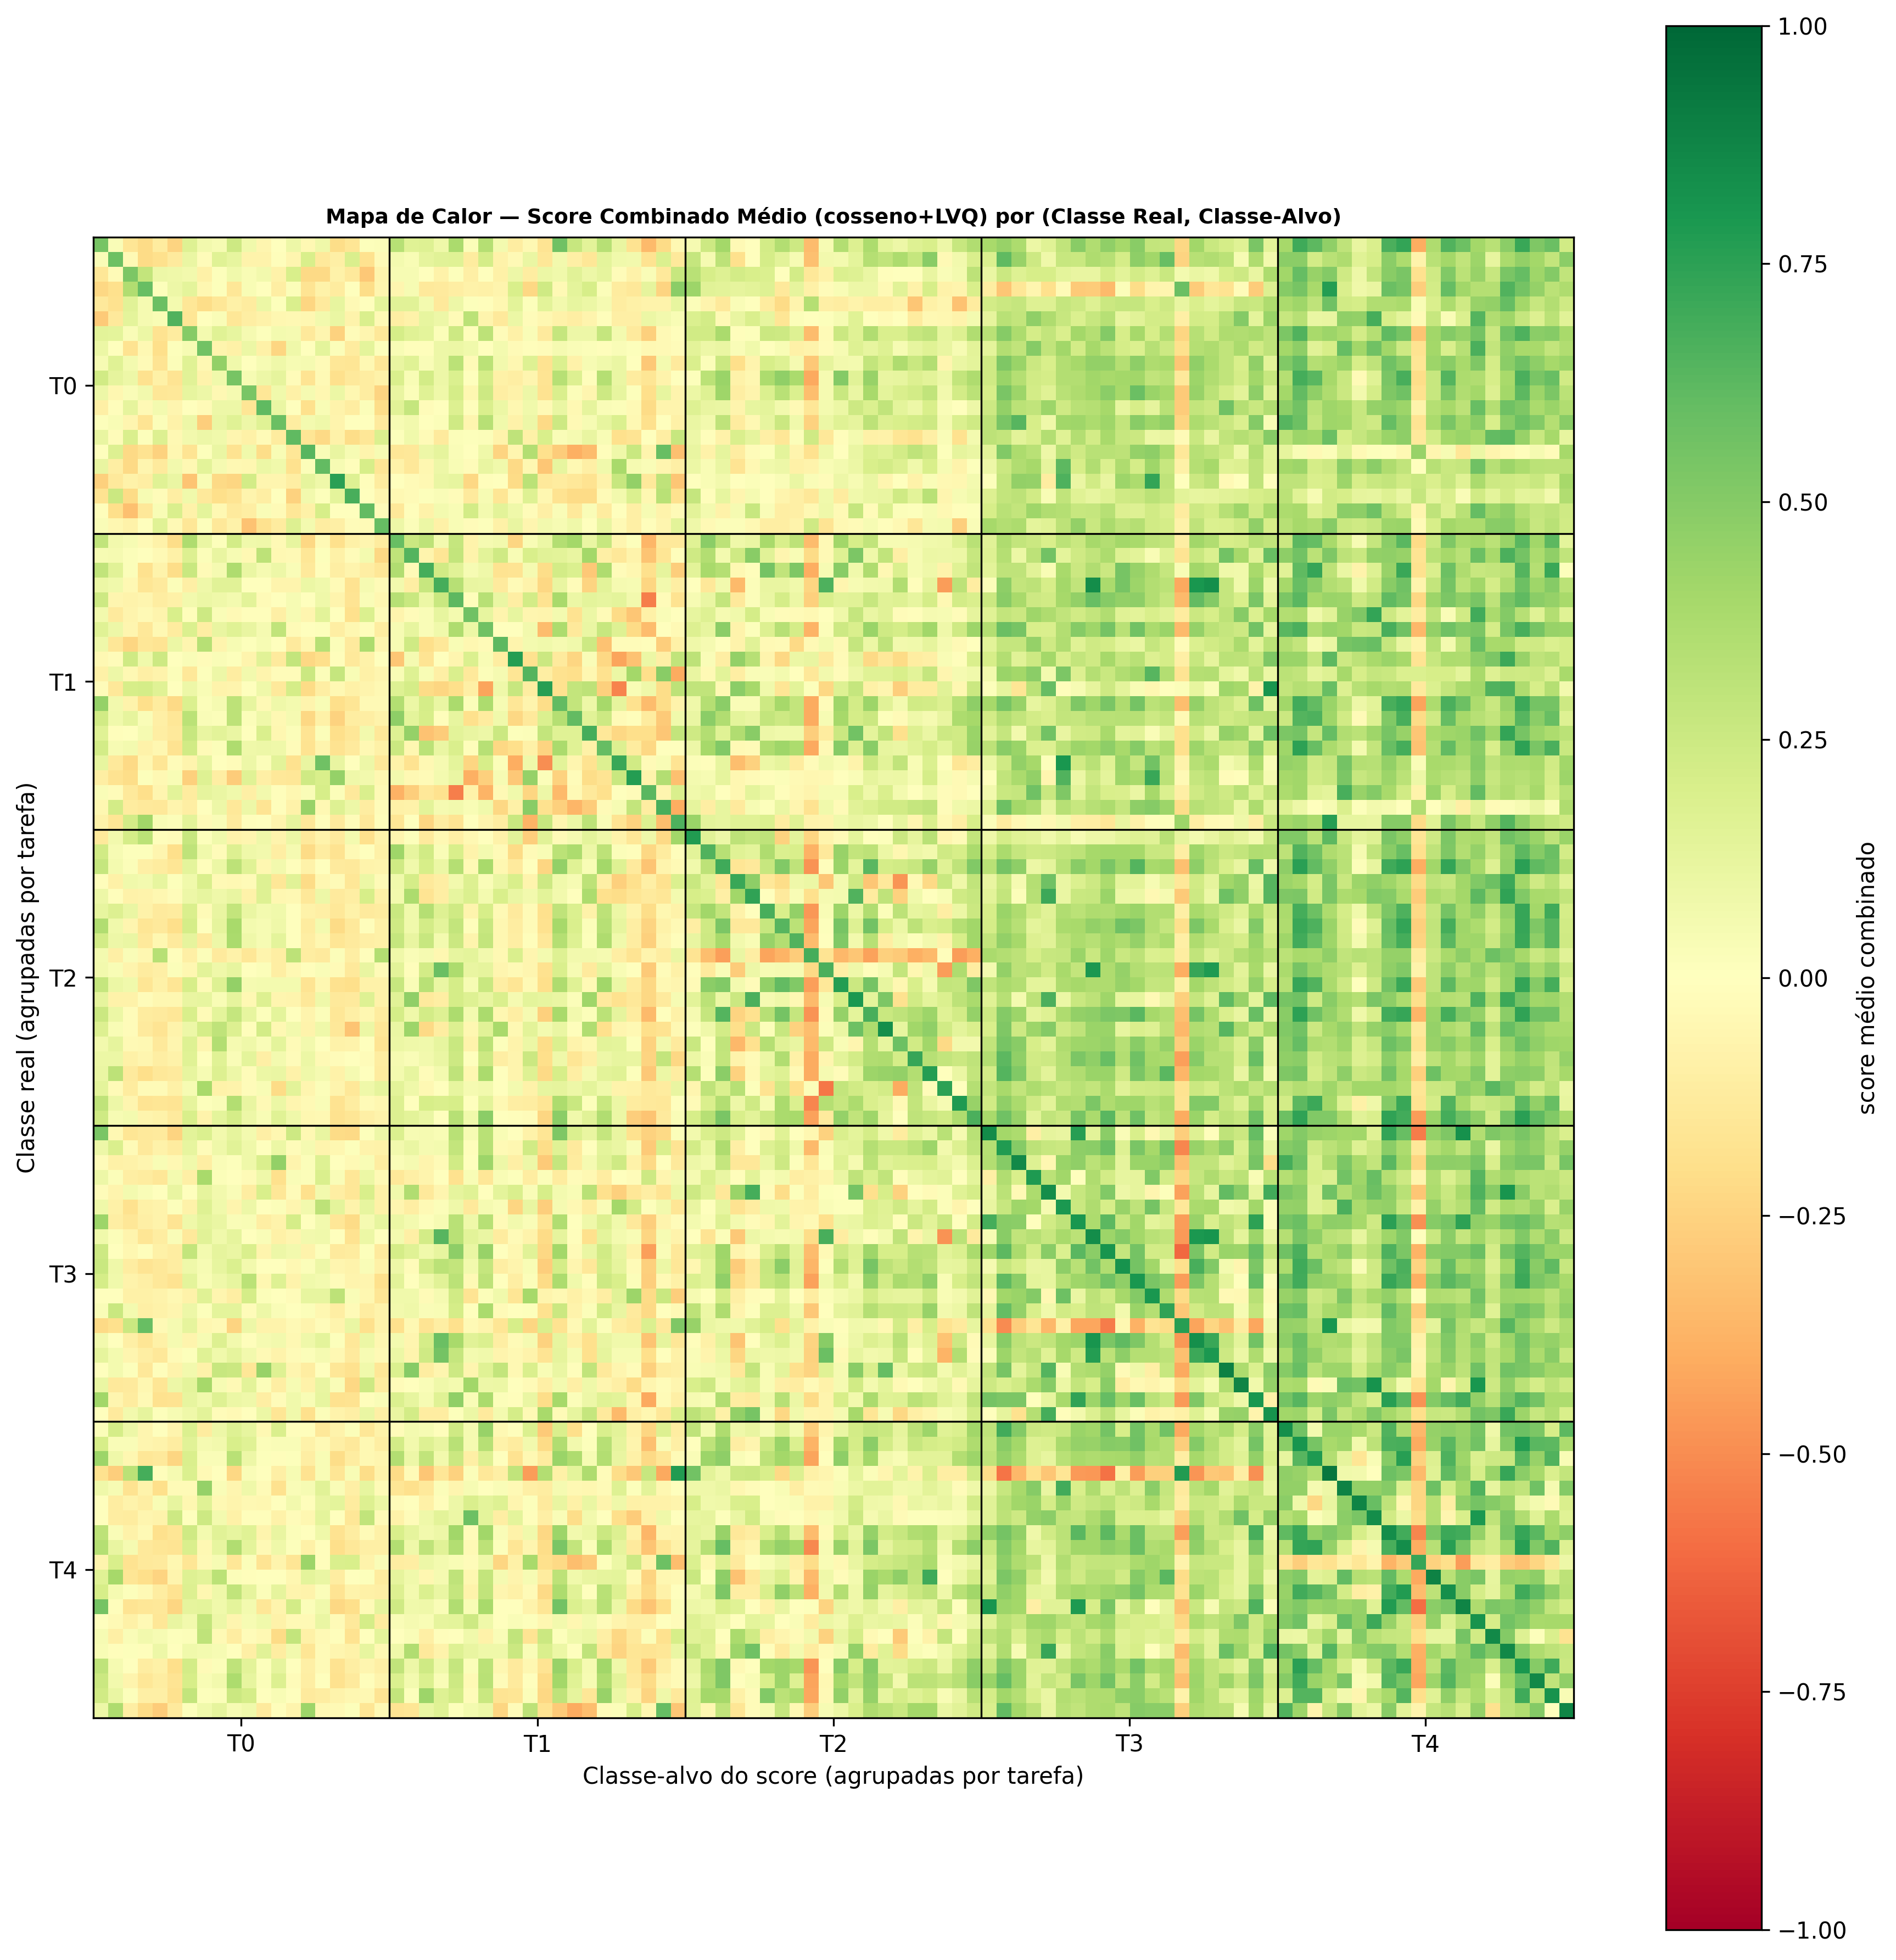 Mapa de Calor — Score Combinado Médio (cosseno+LVQ) por (Classe Real, Classe-Alvo)
Classe real (agrupadas por tarefa)
T0
T1
T2
T3
T4
T0
T1
T2
T3
T4
Classe-alvo do score (agrupadas por tarefa)
1.00
0.75
0.50
0.25
0.00
−0.25
−0.50
−0.75
−1.00
score médio combinado